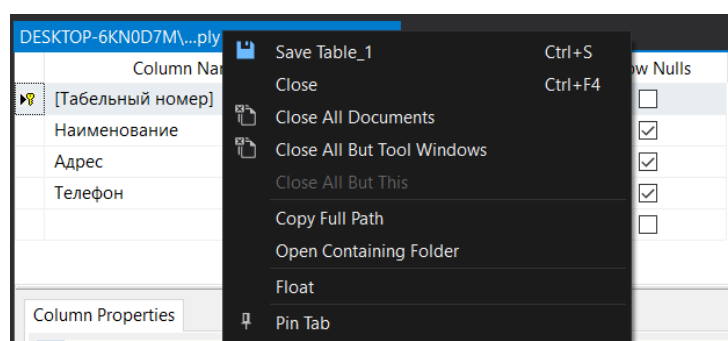 DESKTOP-6KN0D7M\...ply
Column Nar
ow Nulls
[Табельный номер]
Наименование
Адрес
Телефон
Save Table_1 Ctrl+S
Close Ctrl+F4
Close All Documents
Close All But Tool Windows
Close All But This
Copy Full Path
Open Containing Folder
Float
Pin Tab
Column Properties